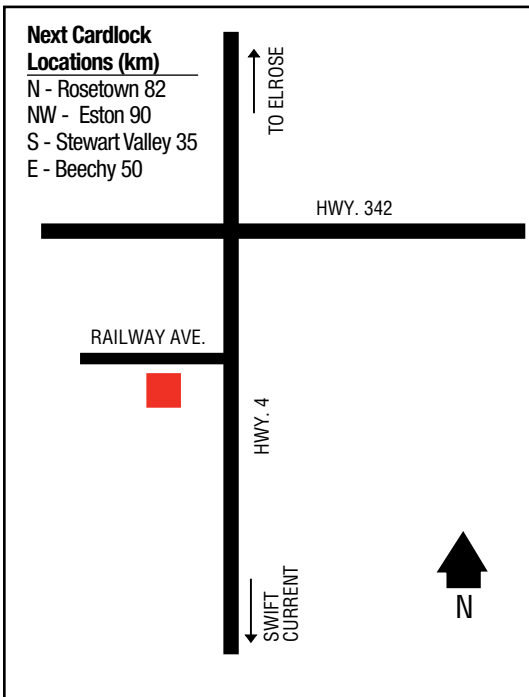 Next Cardlock
Locations (km)
N - Rosetown 82
NW - Eston 90
S - Stewart Valley 35
E - Beechy 50
TO ELROSE
HWY. 342
RAILWAY AVE.
HWY. 4
SWIFT
CURRENT
N